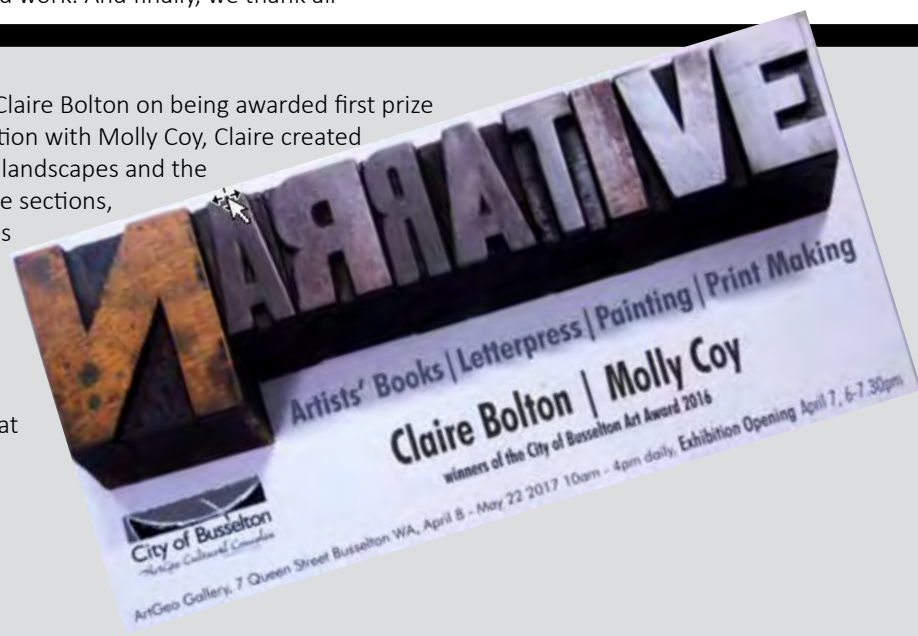 work. And finally, we thank all
Claire Bolton on being awarded first prize
tion with Molly Coy, Claire created
landscapes and the
e sections,
s
at
NARRATIVE
Artists' Books | Letterpress | Painting | Print Making
Claire Bolton | Molly Coy
winners of the City of Busselton Art Award 2016
ArtGeo Gallery, 7 Queen Street Busselton WA, April 8 - May 22 2017 10am - 4pm daily, Exhibition Opening April 7, 6-7.30pm
City of Busselton
ArtGeo Cultural Complex